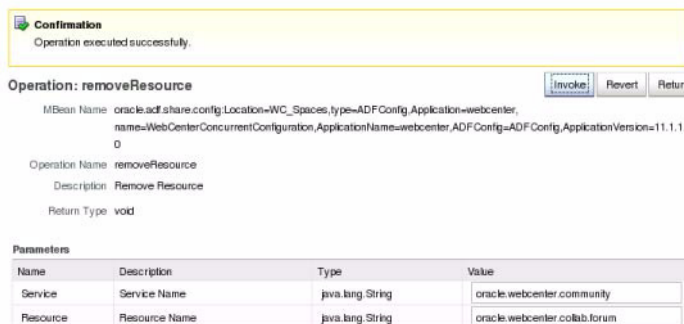 Confirmation
Operation executed successfully.
Operation: removeResource
Invoke Revert Retur
MBean Name oracle.adf.share.config:Location=WC_Spaces,type=ADFConfig,Application=webcenter,
name=WebCenterConcurrentConfiguration,ApplicationName=webcenter,ADFConfig=ADFConfig,ApplicationVersion=11.1.1
0
Operation Name removeResource
Description Remove Resource
Return Type void
Parameters
Name Description Type Value
Service Service Name java.lang.String oracle.webcenter.community
Resource Resource Name java.lang.String oracle.webcenter.collab.forum